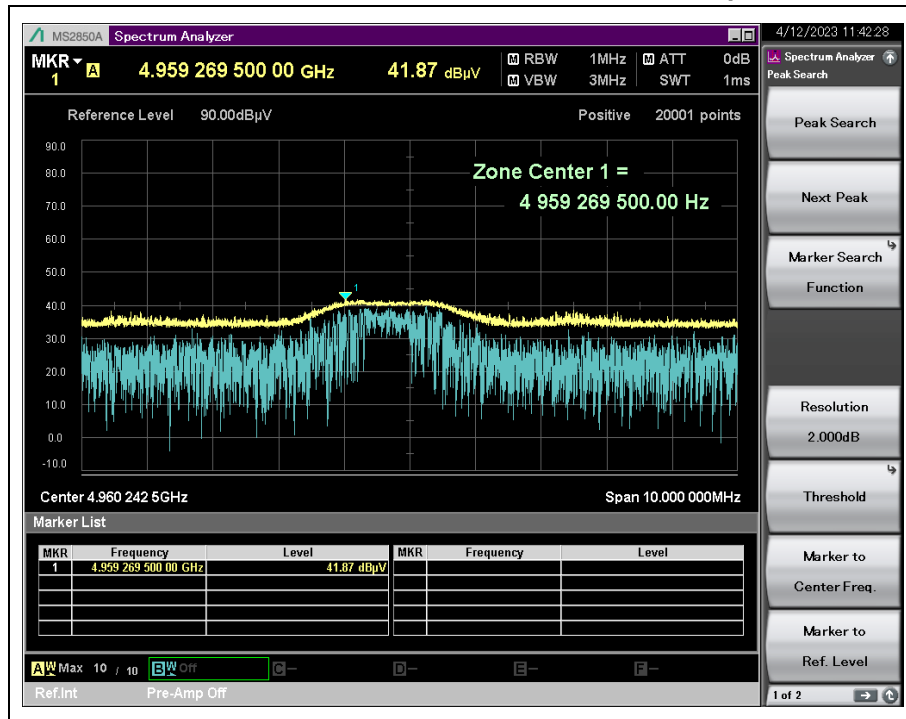 MS2850A Spectrum Analyzer
4/12/2023 11:42:28
MKR 1 A 4.959 269 500 00 GHz 41.87 dBµV
M RBW 1MHz M ATT 0dB
M VBW 3MHz SWT 1ms
Spectrum Analyzer
Peak Search
Reference Level 90.00dBµV Positive 20001 points
90.0
80.0
70.0
60.0
50.0
40.0
30.0
20.0
10.0
0.0
-10.0
Zone Center 1 =
4 959 269 500.00 Hz
1
Center 4.960 242 5GHz Span 10.000 000MHz
Marker List
MKR Frequency Level MKR Frequency Level
1 4.959 269 500 00 GHz 41.87 dBµV
A W Max 10 / 10 B W Off C- D- E- F-
Ref.Int Pre-Amp Off
Peak Search
Next Peak
Marker Search
Function
Resolution
2.000dB
Threshold
Marker to
Center Freq.
Marker to
Ref. Level
1 of 2